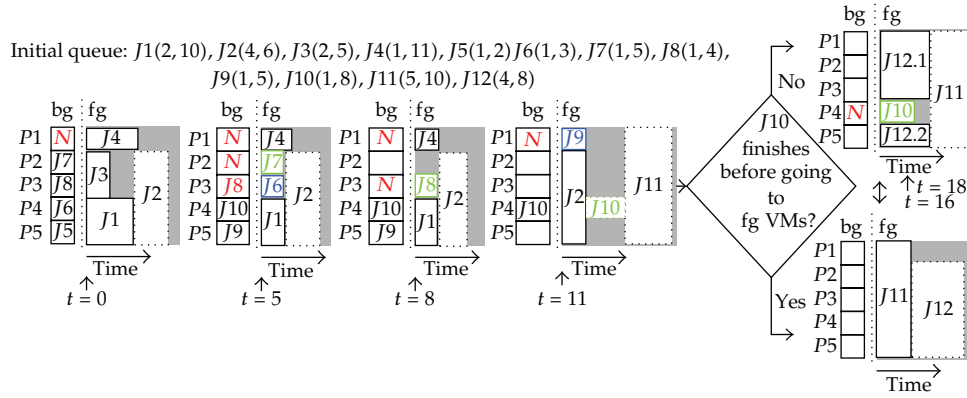 Initial queue: J1(2, 10), J2(4, 6), J3(2, 5), J4(1, 11), J5(1, 2)J6(1, 3), J7(1, 5), J8(1, 4),
J9(1, 5), J10(1, 8), J11(5, 10), J12(4, 8)
bg fg
P1 N J4
P2 J7 J3
P3 J8 J2
P4 J6 J1
P5 J5
Time
t = 0
bg fg
P1 N J4
P2 N J7
P3 J8 J6 J2
P4 J10 J1
P5 J9
Time
t = 5
bg fg
P1 N J4
P2
P3 N J8 J2
P4 J10 J1
P5 J9
Time
t = 8
bg fg
P1 N J9
P2
P3 J2 J11
P4 J10 J10
P5
Time
t = 11
J10
finishes
before going
to
fg VMs?
No
Yes
bg fg
P1
P2 J12.1
P3 J11
P4 N J10
P5 J12.2
Time
t = 18
t = 16
bg fg
P1
P2
P3 J11 J12
P4
P5
Time